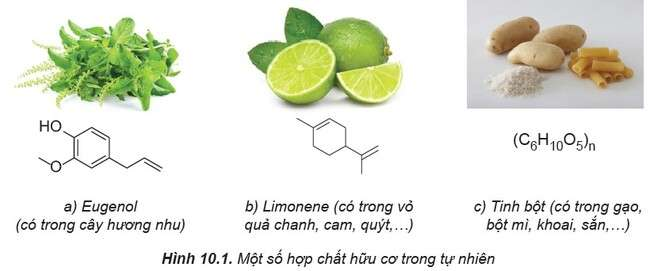 HO
O
(C₆H₁₀O₅)ₙ
a) Eugenol
(có trong cây hương nhu)
b) Limonene (có trong vỏ
quả chanh, cam, quýt,…)
c) Tinh bột (có trong gạo,
bột mì, khoai, sắn,…)
Hình 10.1. Một số hợp chất hữu cơ trong tự nhiên